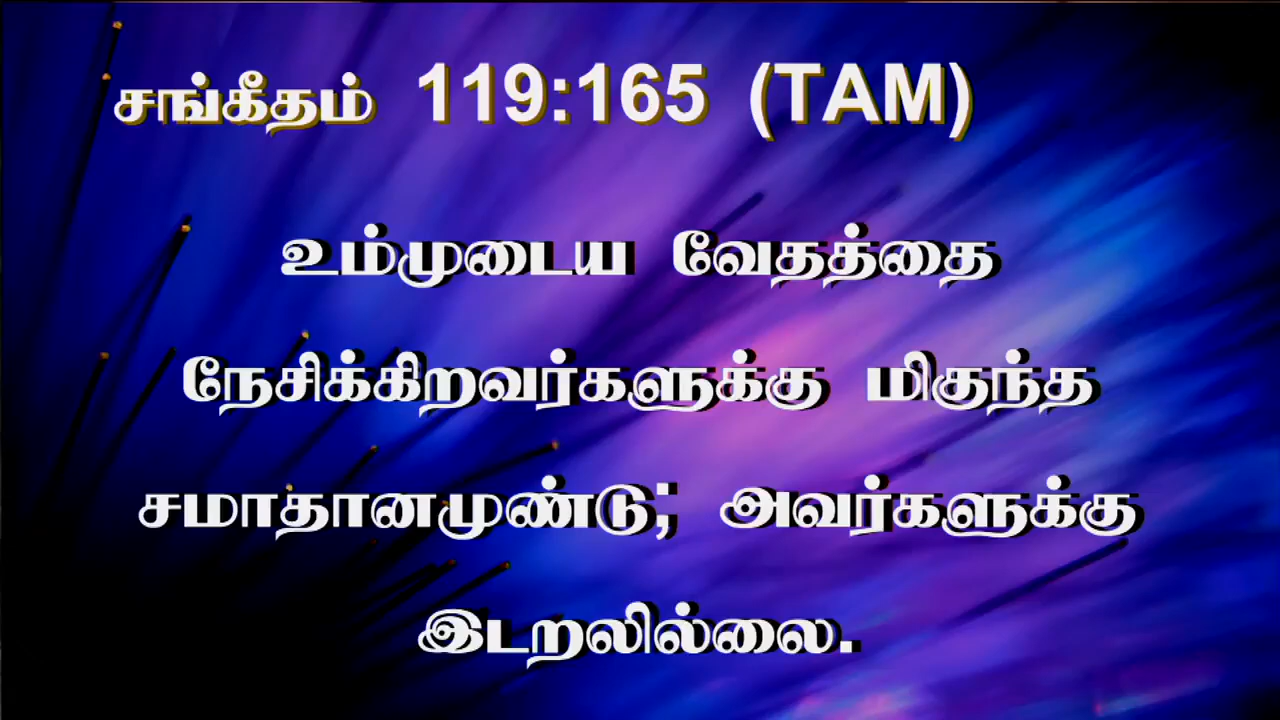 சங்கீதம் 119:165 (TAM)
உம்முடைய வேதத்தை
நேசிக்கிறவர்களுக்கு மிகுந்த
சமாதானமுண்டு; அவர்களுக்கு
இடறலில்லை.